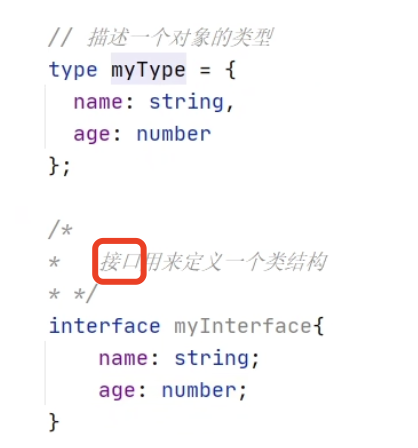 // 描述一个对象的类型
type myType = {
name: string,
age: number
};
/*
* 接口用来定义一个类结构
* */
interface myInterface{
name: string;
age: number;
}